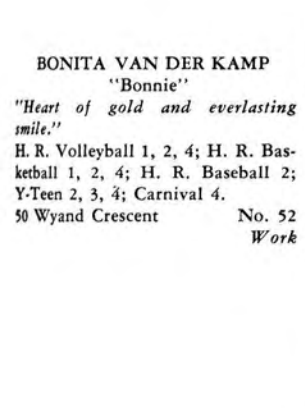 BONITA VAN DER KAMP
"Bonnie"
"Heart of gold and everlasting
smile."
H. R. Volleyball 1, 2, 4; H. R. Bas-
ketball 1, 2, 4; H. R. Baseball 2;
Y-Teen 2, 3, 4; Carnival 4.
50 Wyand Crescent No. 52
Work